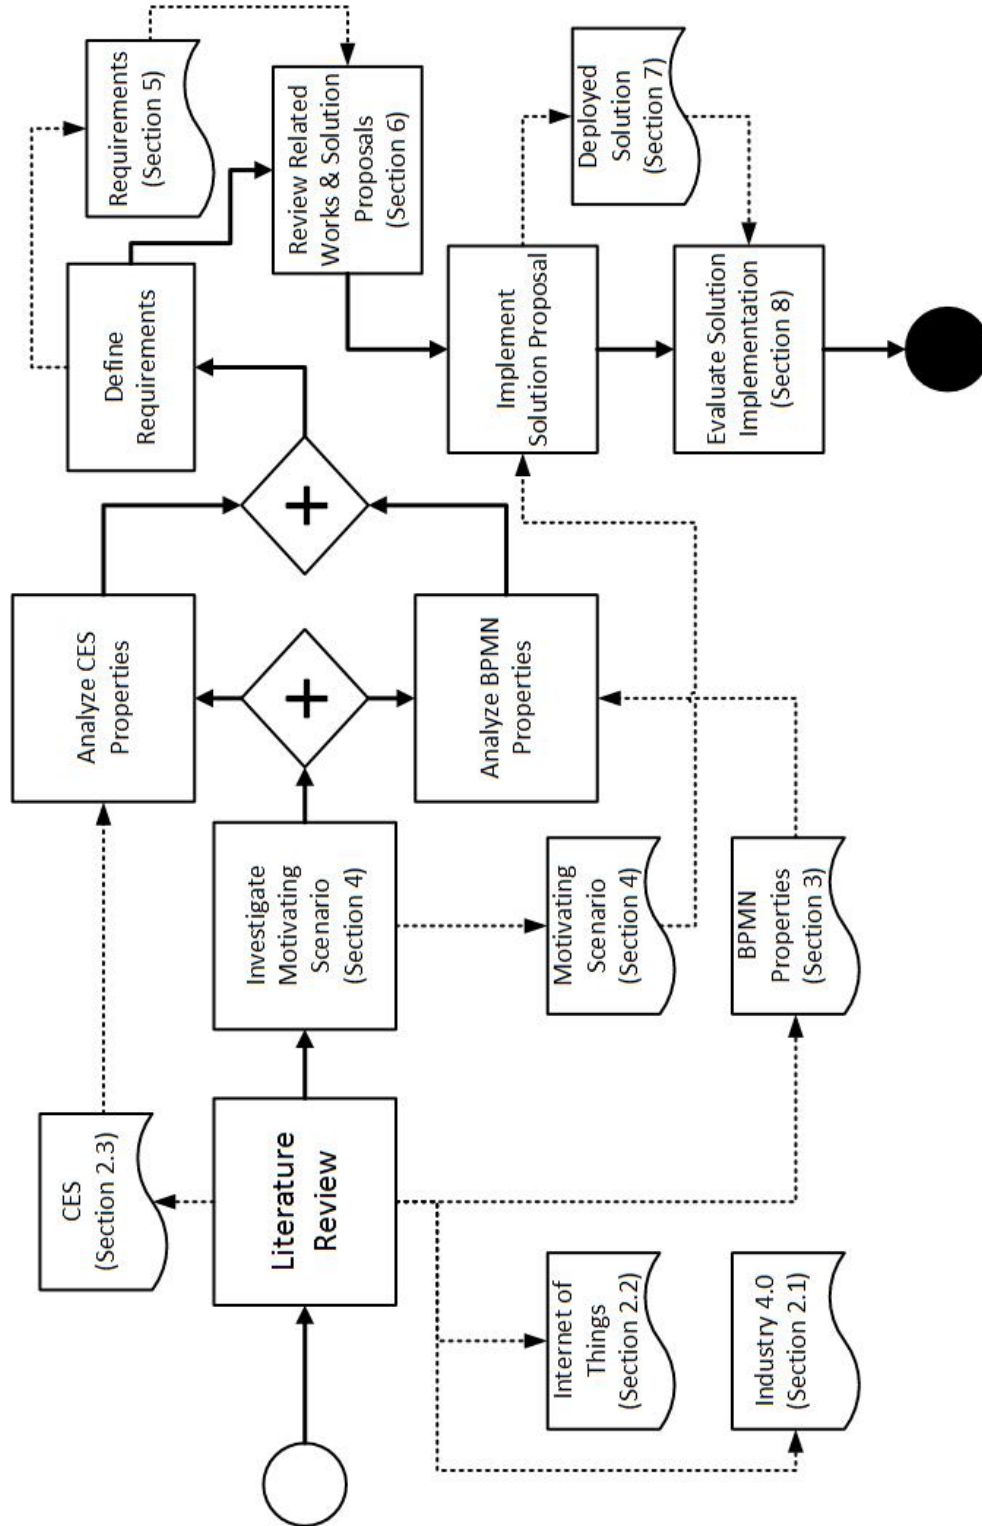 CES
(Section 2.3)
Literature
Review
Internet of
Things
(Section 2.2)
Industry 4.0
(Section 2.1)
Investigate
Motivating
Scenario
(Section 4)
Motivating
Scenario
(Section 4)
BPMN
Properties
(Section 3)
Analyze CES
Properties
+
Analyze BPMN
Properties
+
Define
Requirements
Requirements
(Section 5)
Review Related
Works & Solution
Proposals
(Section 6)
Implement
Solution Proposal
Deployed
Solution
(Section 7)
Evaluate Solution
Implementation
(Section 8)